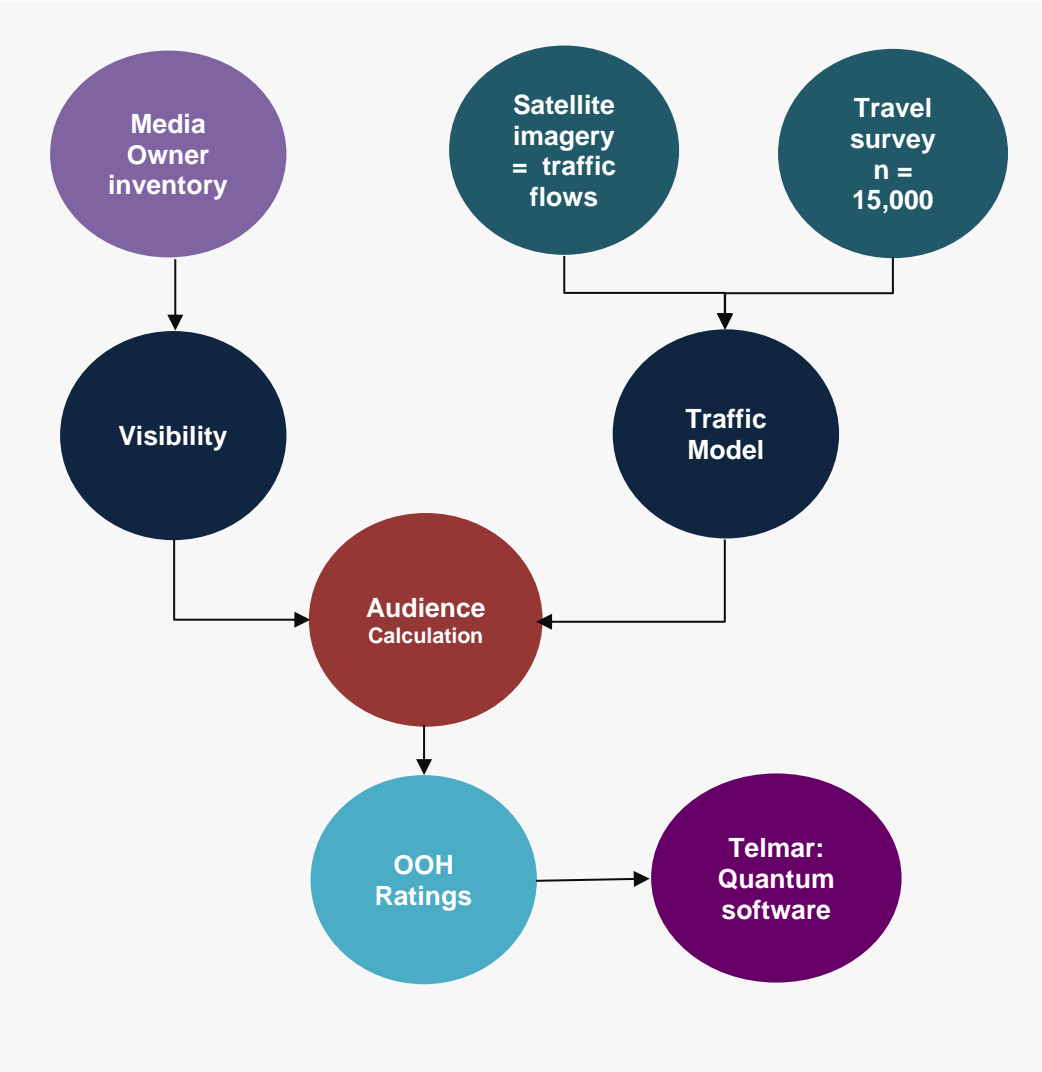 Media
Owner
inventory
Satellite
imagery
= traffic
flows
Travel
survey
n =
15,000
Visibility
Traffic
Model
Audience
Calculation
OOH
Ratings
Telmar:
Quantum
software